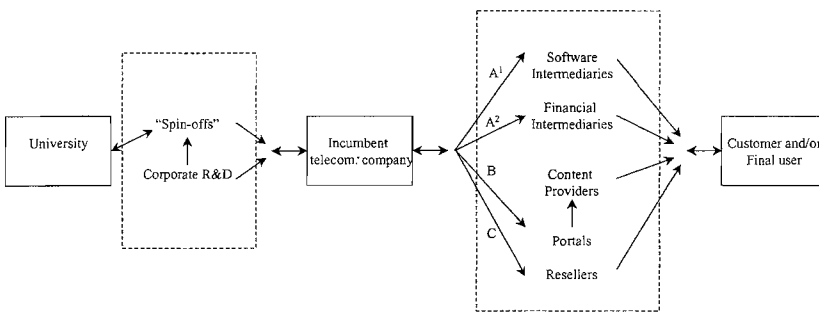 University
"Spin-offs"
Corporate R&D
Incumbent
telecom. company
A¹
A²
B
C
Software
Intermediaries
Financial
Intermediaries
Content
Providers
Portals
Resellers
Customer and/or
Final user